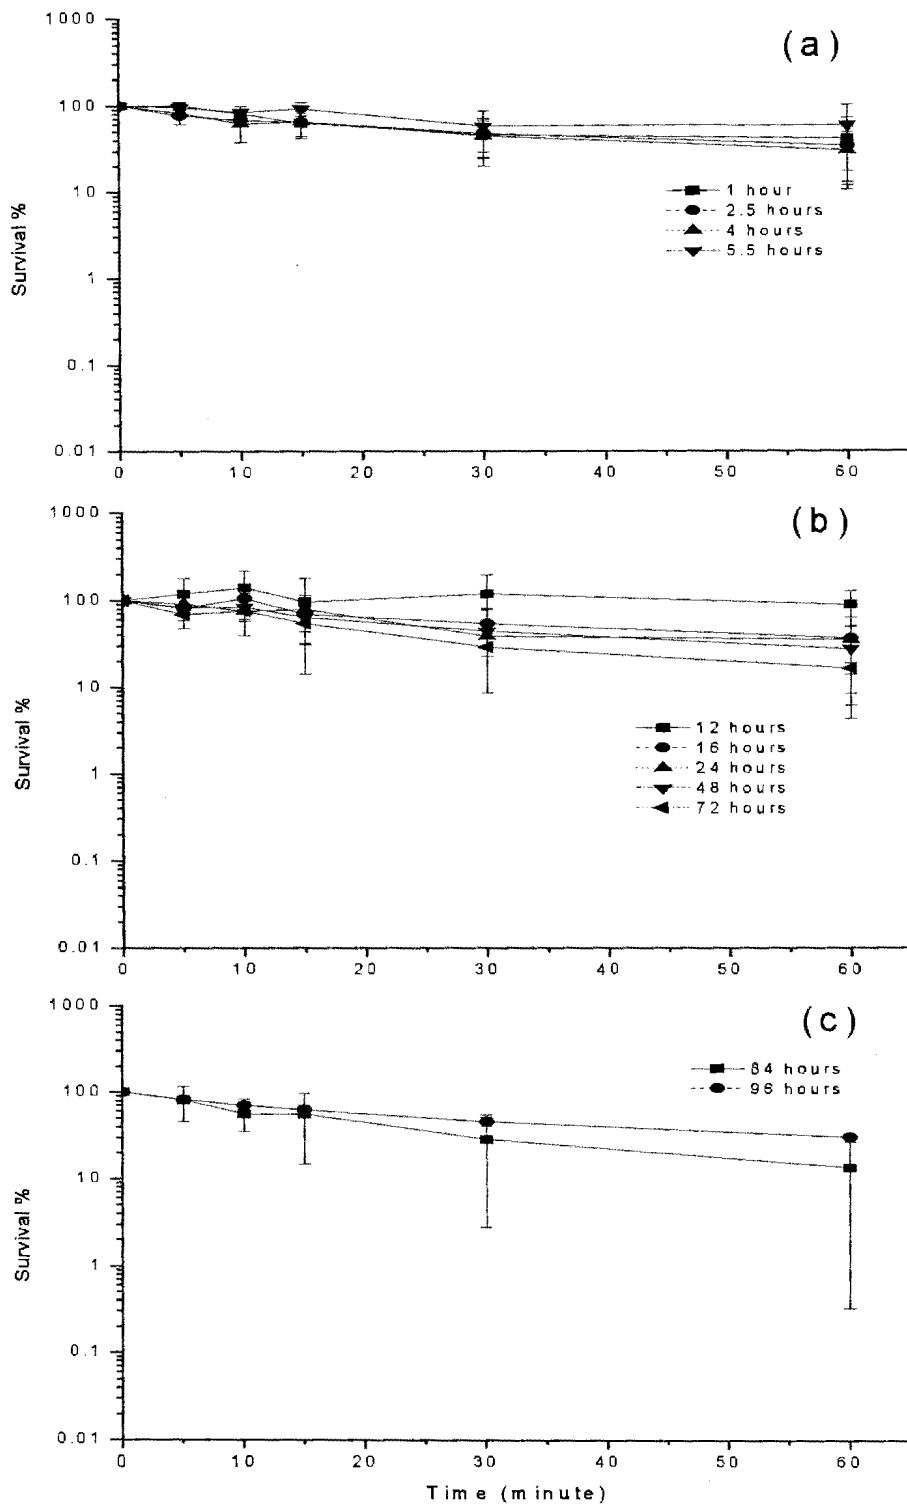 (a)
1000
100
10
1
0.1
0.01
Survival %
1 hour
2.5 hours
4 hours
5.5 hours
0 10 20 30 40 50 60
(b)
1000
100
10
1
0.1
0.01
Survival %
12 hours
16 hours
24 hours
48 hours
72 hours
0 10 20 30 40 50 60
(c)
1000
100
10
1
0.1
0.01
Survival %
84 hours
96 hours
0 10 20 30 40 50 60
Time (minute)